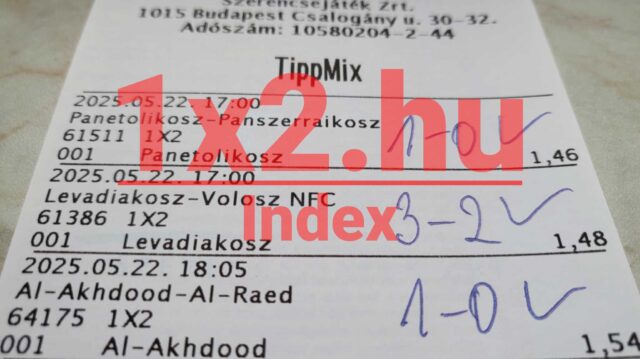 Szerencsejáték Zrt.
1015 Budapest Csalogány u. 30-32.
Adószám: 10580204-2-44
TippMix
2025.05.22. 17:00
Panetolikosz-Panszerraikosz
61511 1X2
001 Panetolikosz 1,46
1-0 ✓
2025.05.22. 17:00
Levadiakosz-Volosz NFC
61386 1X2
001 Levadiakosz 1,48
3-2 ✓
2025.05.22. 18:05
Al-Akhdood-Al-Raed
64175 1X2
001 Al-Akhdood 1,54
1-0 ✓
1x2.hu
Index